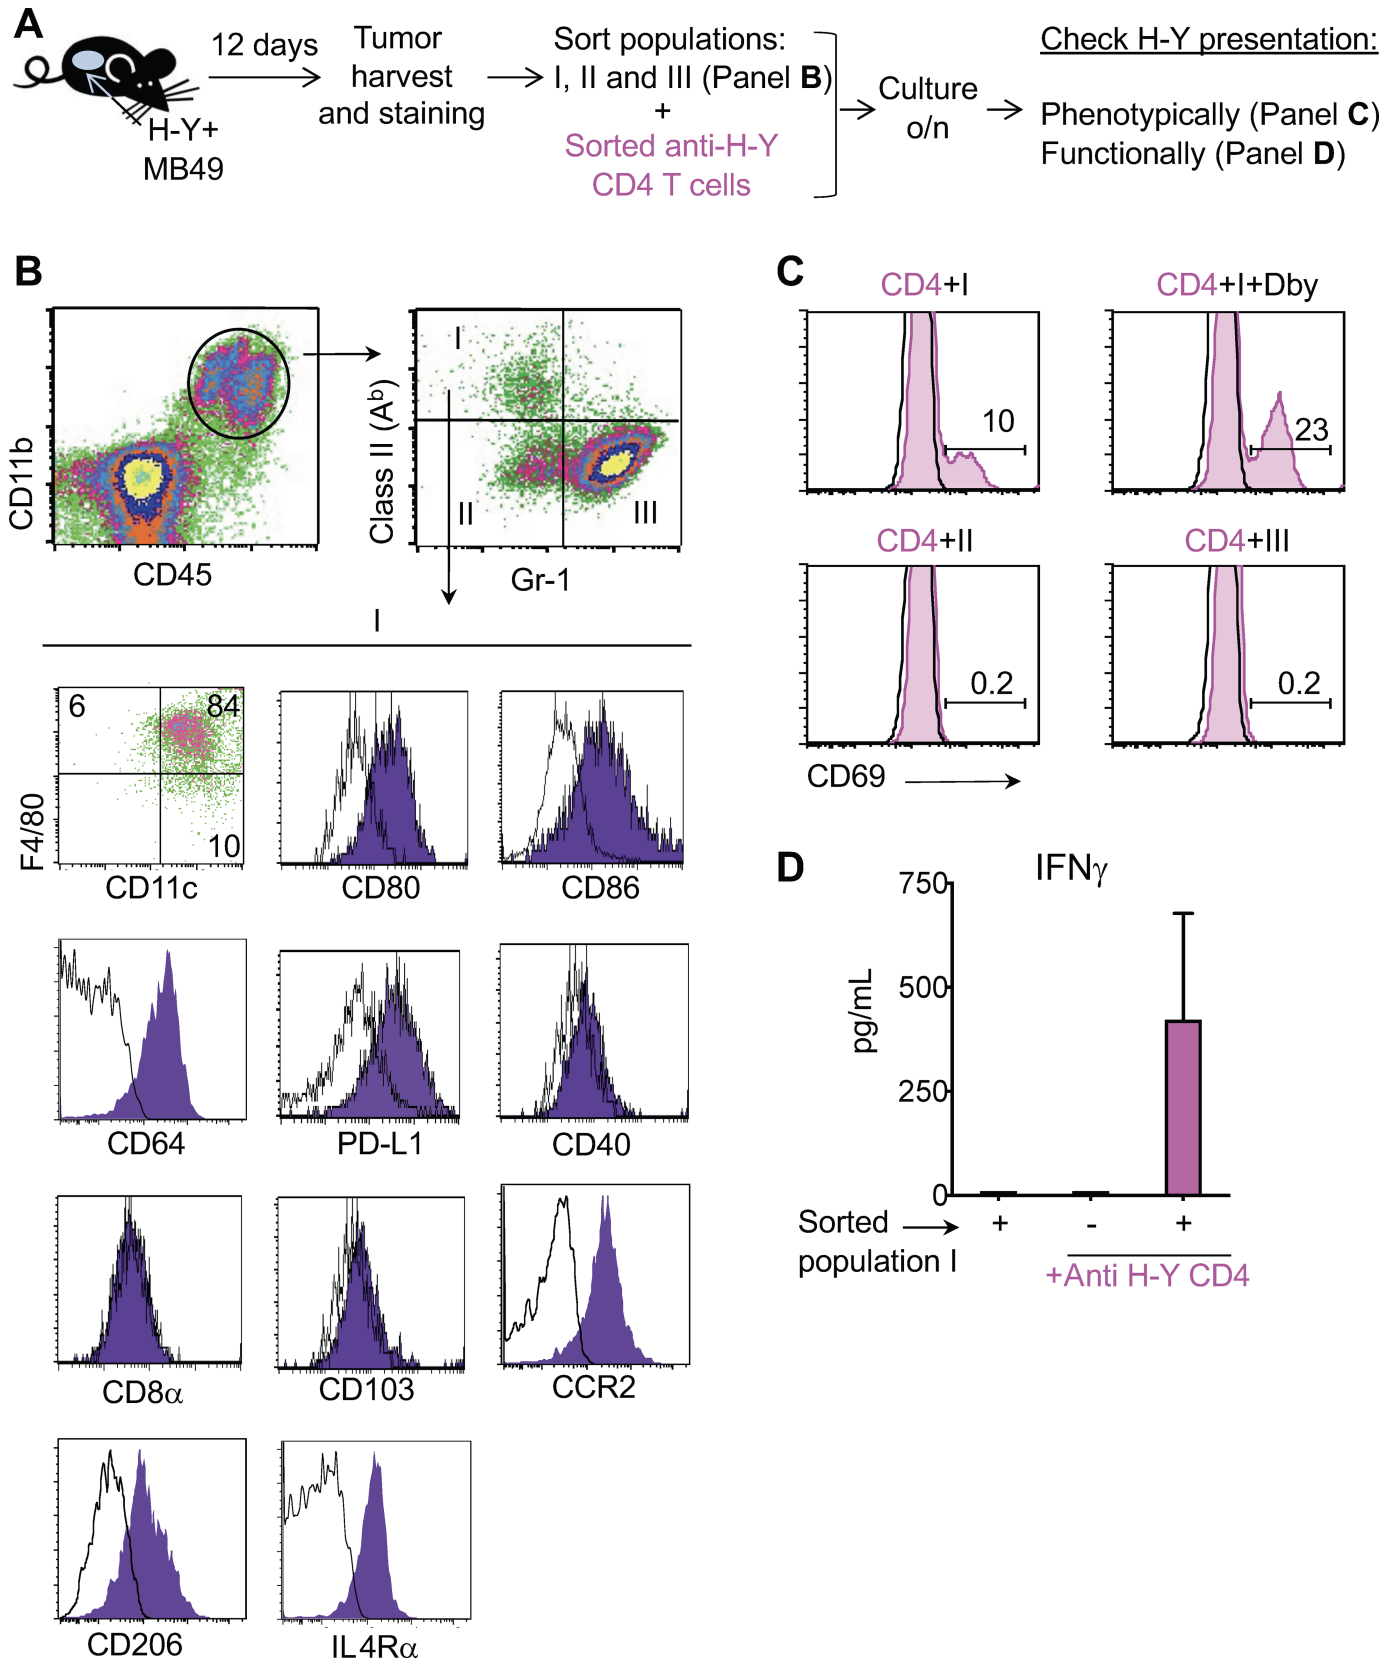 A
H-Y+
MB49
12 days
Tumor
harvest
and staining
Sort populations:
I, II and III (Panel B)
+
Sorted anti-H-Y
CD4 T cells
Culture
o/n
Check H-Y presentation:
Phenotypically (Panel C)
Functionally (Panel D)
B
CD11b
CD45
Class II (Ab)
I
II
III
Gr-1
I
6
84
10
F4/80
CD11c
CD80
CD86
CD64
PD-L1
CD40
CD8α
CD103
CCR2
CD206
IL4Rα
C
CD4+I
10
CD4+I+Dby
23
CD4+II
0.2
CD4+III
0.2
CD69
D
IFNγ
pg/mL
750
500
250
0
Sorted
population I
+
-
+
+Anti H-Y CD4